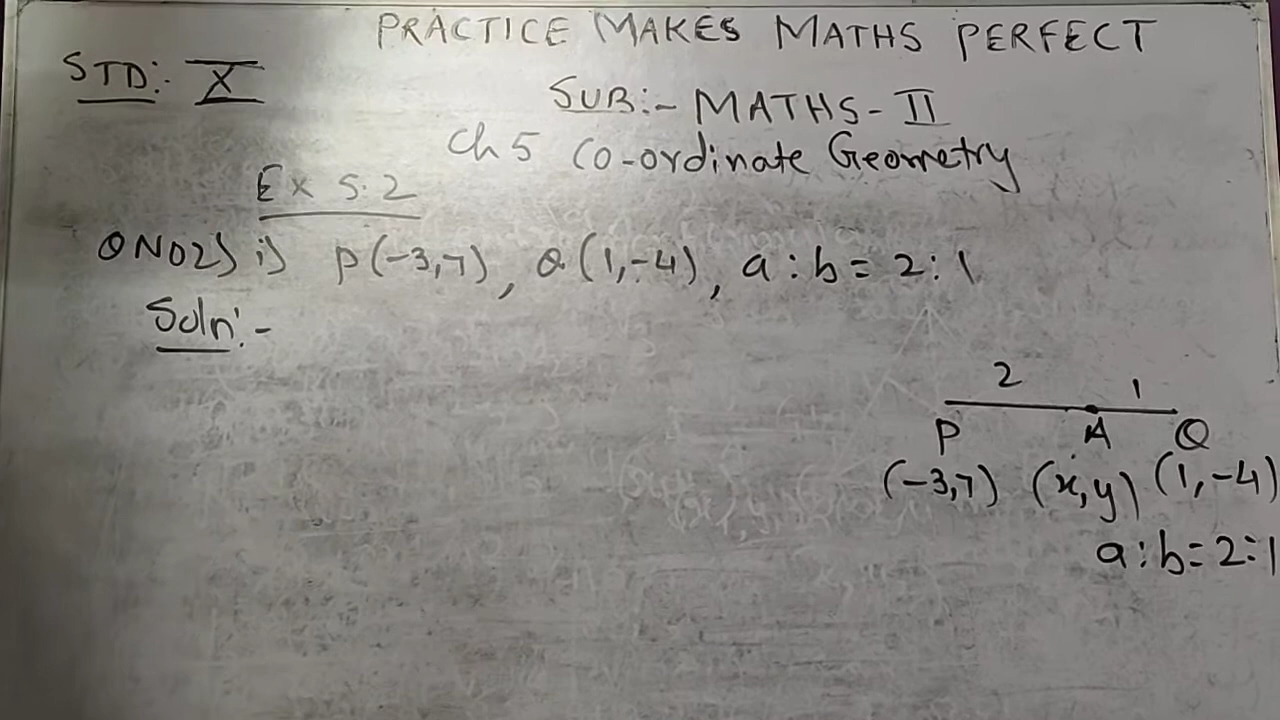 PRACTICE MAKES MATHS PERFECT
STD:- X
SUB:- MATHS-II
Ch 5 Co-ordinate Geometry
Ex 5.2
QNO2) i) P(-3,7), Q(1,-4), a:b = 2:1
Soln:-
2 1
P A Q
(-3,7) (x,y) (1,-4)
a:b=2:1